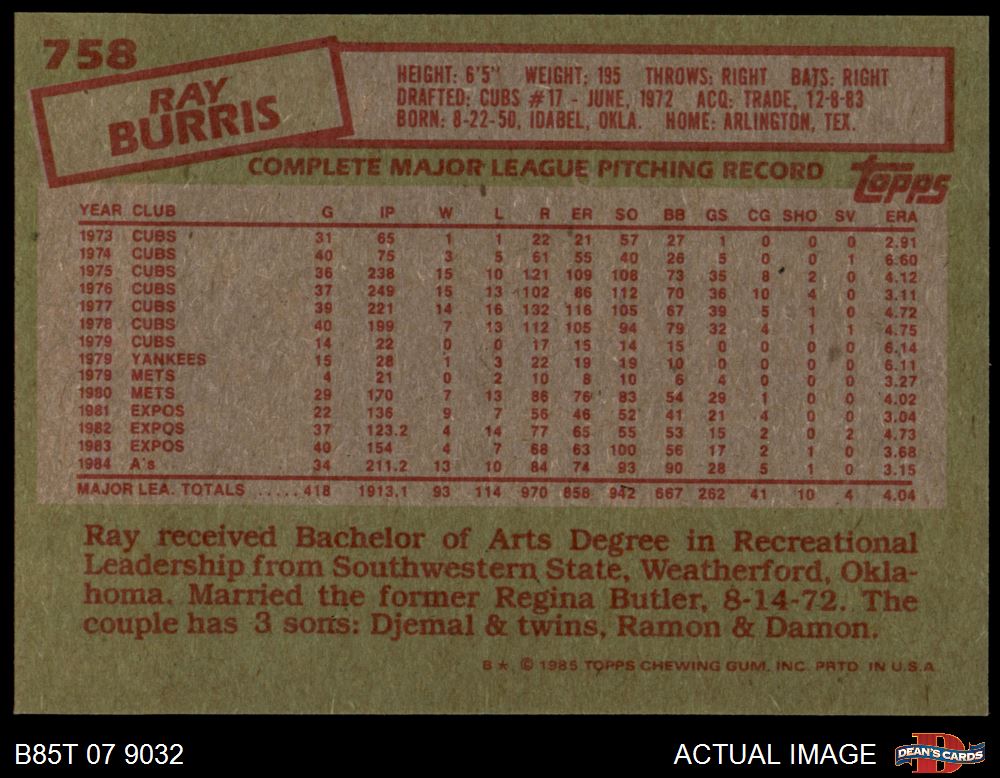 758
RAY
BURRIS
HEIGHT: 6'5" WEIGHT: 195 THROWS: RIGHT BATS: RIGHT
DRAFTED: CUBS #17 - JUNE, 1972 ACQ: TRADE, 12-8-83
BORN: 8-22-50, IDABEL, OKLA. HOME: ARLINGTON, TEX.
COMPLETE MAJOR LEAGUE PITCHING RECORD
topps
YEAR CLUB G IP W L R ER SO BB GS CG SHO SV ERA
1973 CUBS 31 65 1 1 22 21 57 27 1 0 0 0 2.91
1974 CUBS 40 75 3 5 61 55 40 26 5 0 0 1 6.60
1975 CUBS 36 238 15 10 121 109 108 73 35 8 2 0 4.12
1976 CUBS 37 249 15 13 102 86 112 70 36 10 4 0 3.11
1977 CUBS 39 221 14 16 132 116 105 67 39 5 1 0 4.72
1978 CUBS 40 199 7 13 112 105 94 79 32 4 1 1 4.75
1979 CUBS 14 22 0 0 17 15 14 15 0 0 0 0 6.14
1979 YANKEES 15 28 1 3 22 19 19 10 0 0 0 0 6.11
1979 METS 4 21 0 2 10 8 10 6 4 0 0 0 3.27
1980 METS 29 170 7 13 86 76 83 54 29 1 0 0 4.02
1981 EXPOS 22 136 9 7 56 46 52 41 21 4 0 0 3.04
1982 EXPOS 37 123.2 4 14 77 65 55 53 15 2 0 2 4.73
1983 EXPOS 40 154 4 7 68 63 100 56 17 2 1 0 3.68
1984 A's 34 211.2 13 10 84 74 93 90 28 5 1 0 3.15
MAJOR LEA. TOTALS ..... 418 1913.1 93 114 970 858 942 667 262 41 10 4 4.04
Ray received Bachelor of Arts Degree in Recreational
Leadership from Southwestern State, Weatherford, Okla-
homa. Married the former Regina Butler, 8-14-72. The
couple has 3 sons: Djemal & twins, Ramon & Damon.
B★ © 1985 TOPPS CHEWING GUM, INC. PRTD. IN U.S.A.
B85T 07 9032
ACTUAL IMAGE
DEAN'S CARDS